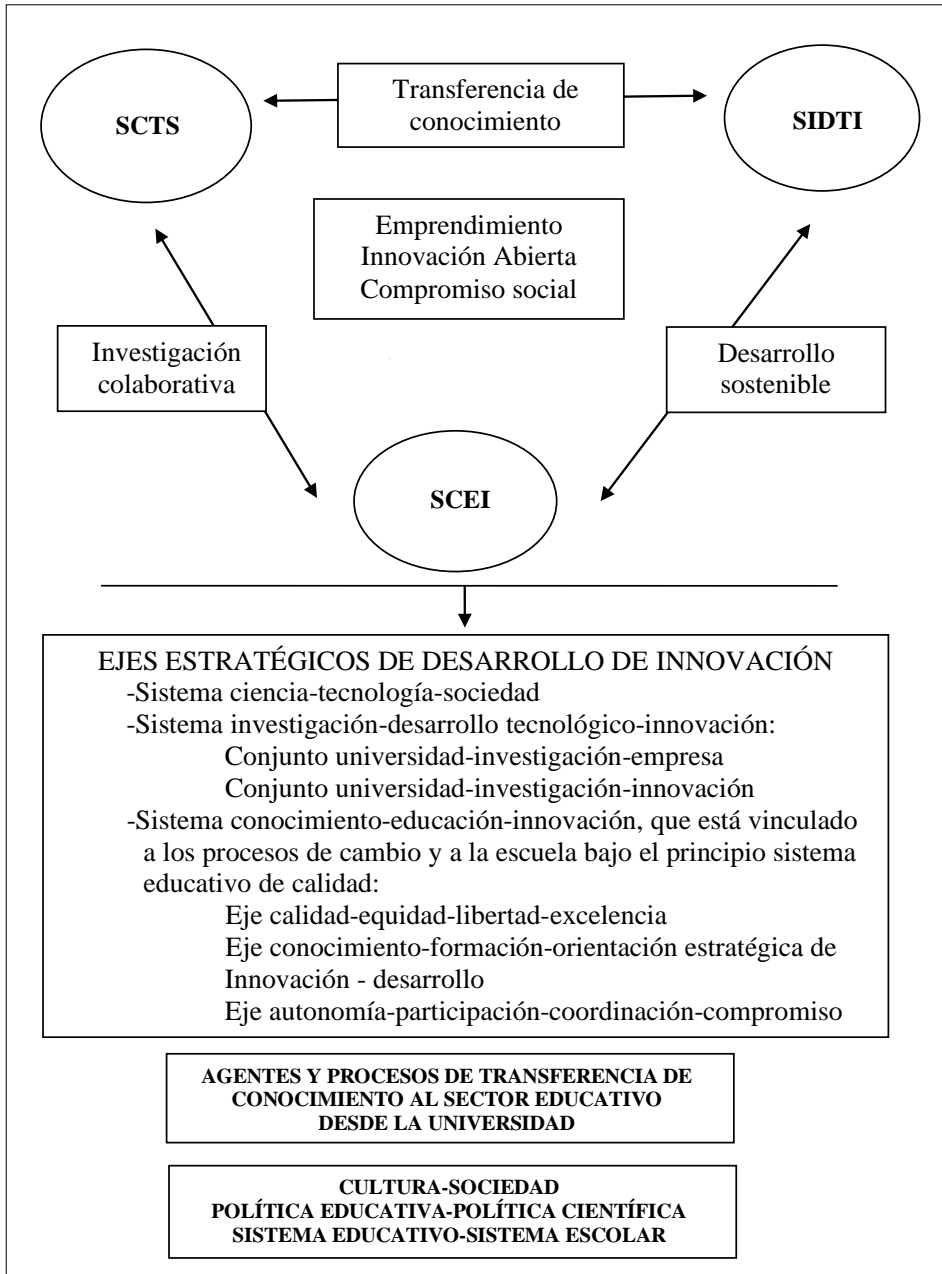 Transferencia de
conocimiento
SCTS
SIDTI
Emprendimiento
Innovación Abierta
Compromiso social
Investigación
colaborativa
Desarrollo
sostenible
SCEI
EJES ESTRATÉGICOS DE DESARROLLO DE INNOVACIÓN
-Sistema ciencia-tecnología-sociedad
-Sistema investigación-desarrollo tecnológico-innovación:
Conjunto universidad-investigación-empresa
Conjunto universidad-investigación-innovación
-Sistema conocimiento-educación-innovación, que está vinculado
a los procesos de cambio y a la escuela bajo el principio sistema
educativo de calidad:
Eje calidad-equidad-libertad-excelencia
Eje conocimiento-formación-orientación estratégica de
Innovación - desarrollo
Eje autonomía-participación-coordinación-compromiso
AGENTES Y PROCESOS DE TRANSFERENCIA DE
CONOCIMIENTO AL SECTOR EDUCATIVO
DESDE LA UNIVERSIDAD
CULTURA-SOCIEDAD
POLÍTICA EDUCATIVA-POLÍTICA CIENTÍFICA
SISTEMA EDUCATIVO-SISTEMA ESCOLAR